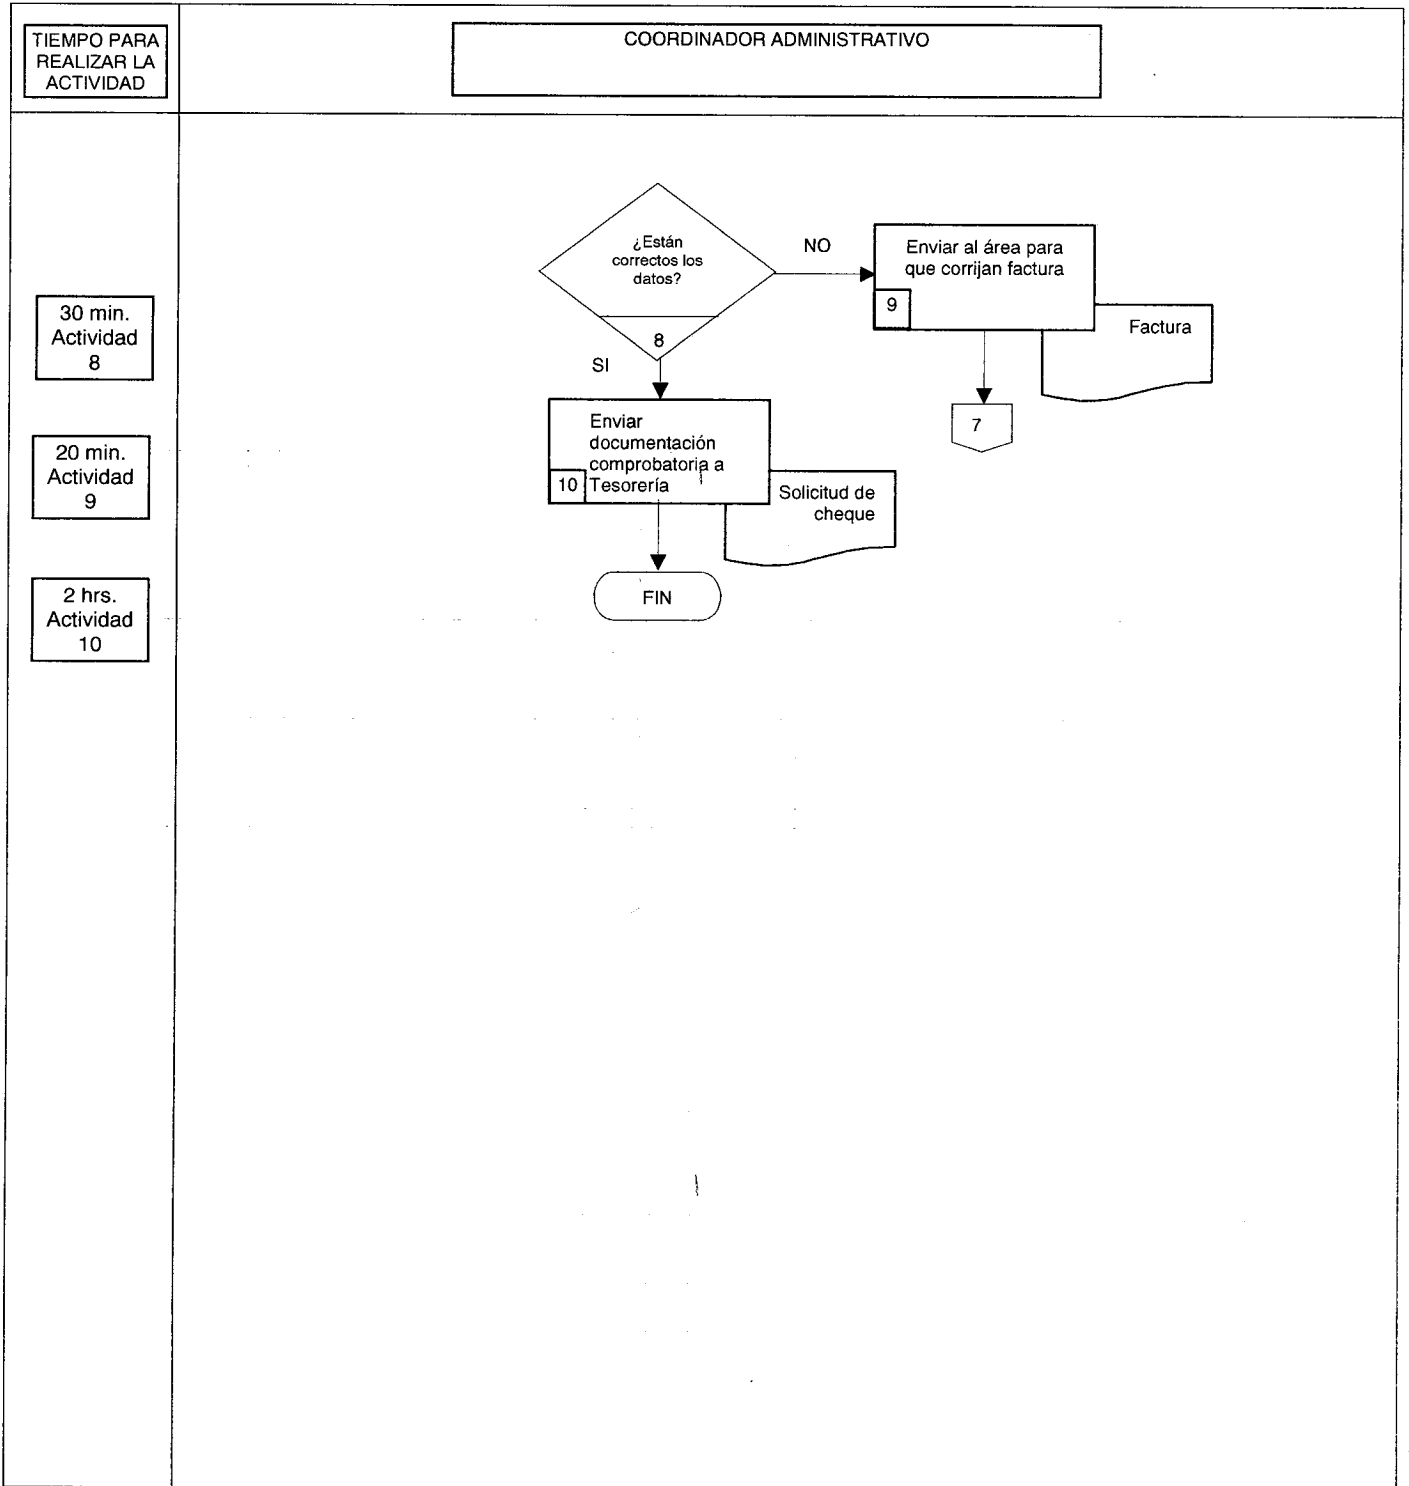 TIEMPO PARA
REALIZAR LA
ACTIVIDAD
COORDINADOR ADMINISTRATIVO
¿Están
correctos los
datos?
8
NO
Enviar al área para
que corrijan factura
9
Factura
7
SI
Enviar
documentación
comprobatoria a
Tesorería
10
Solicitud de
cheque
FIN
30 min.
Actividad
8
20 min.
Actividad
9
2 hrs.
Actividad
10